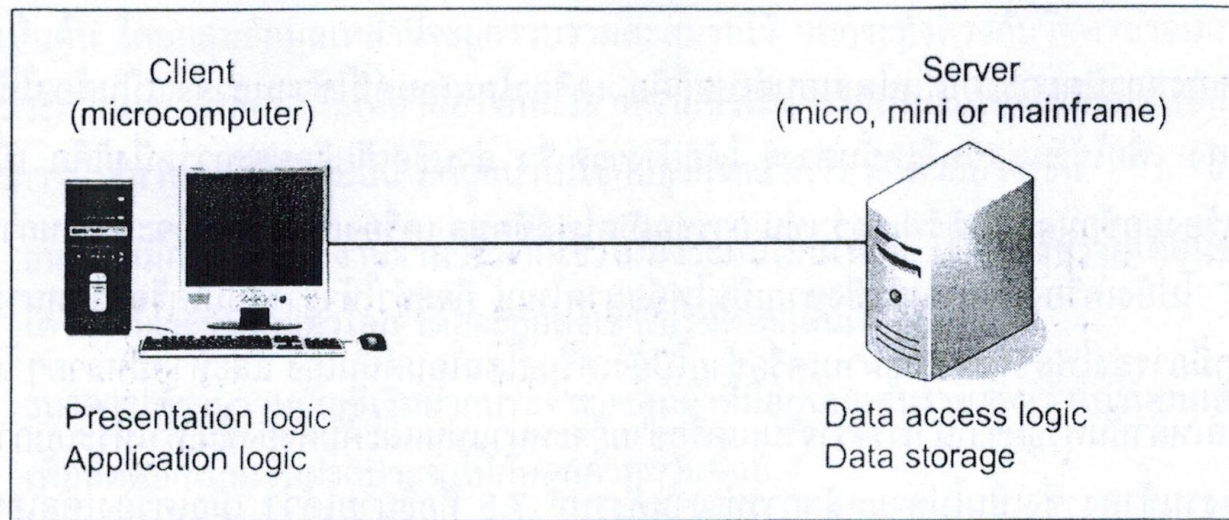 Client
(microcomputer)
Server
(micro, mini or mainframe)
Presentation logic
Application logic
Data access logic
Data storage